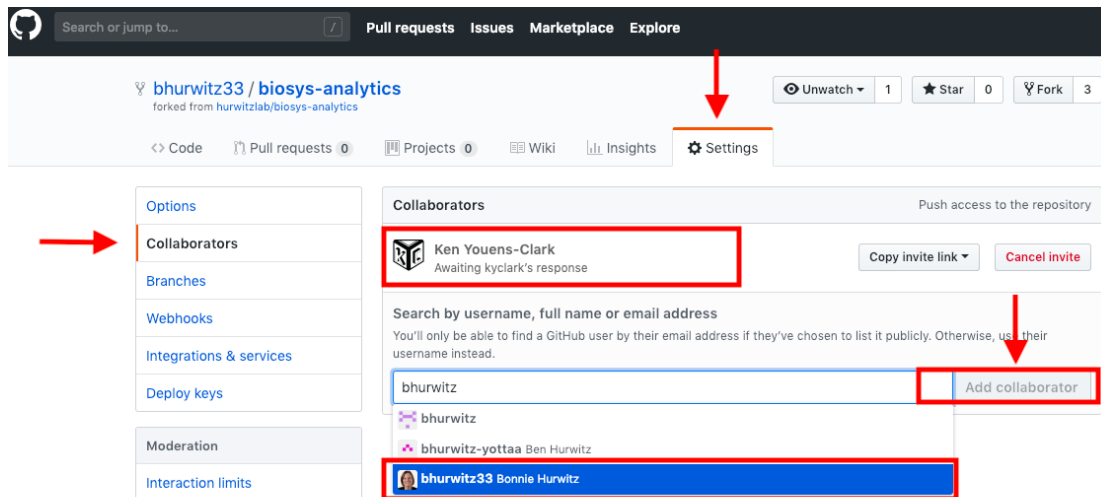 Search or jump to... / Pull requests Issues Marketplace Explore
bhurwitz33 / biosys-analytics
forked from hurwitzlab/biosys-analytics
Unwatch 1 Star 0 Fork 3
<> Code Pull requests 0 Projects 0 Wiki Insights Settings
Options
Collaborators
Branches
Webhooks
Integrations & services
Deploy keys
Moderation
Interaction limits
Collaborators Push access to the repository
Ken Youens-Clark
Awaiting kyclark's response
Copy invite link Cancel invite
Search by username, full name or email address
You'll only be able to find a GitHub user by their email address if they've chosen to list it publicly. Otherwise, use their
username instead.
bhurwitz Add collaborator
bhurwitz
bhurwitz-yottaa Ben Hurwitz
bhurwitz33 Bonnie Hurwitz